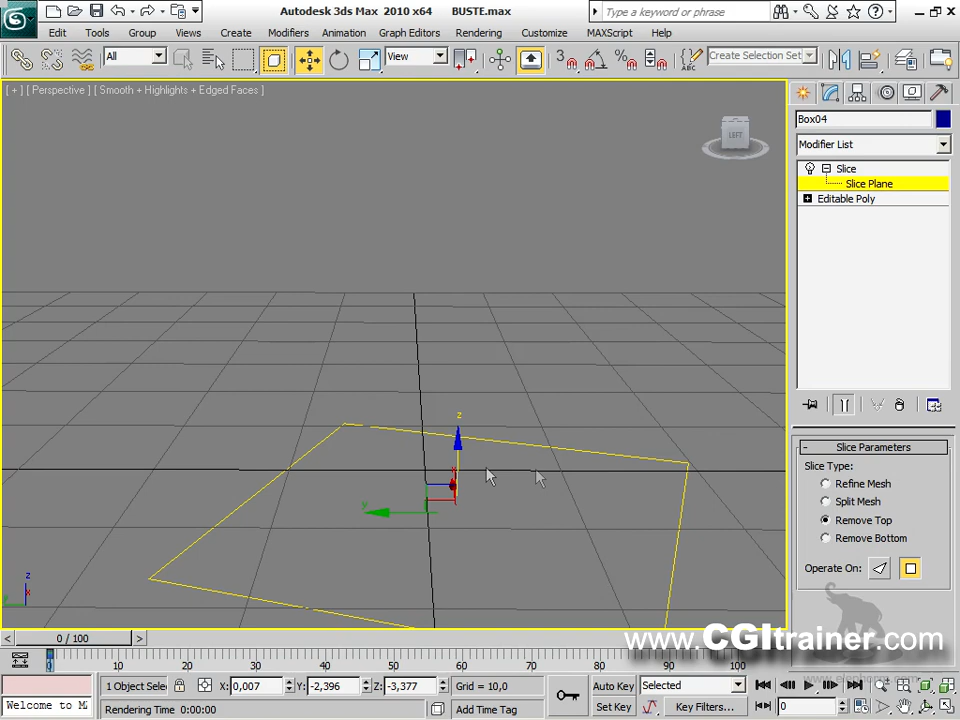 Autodesk 3ds Max 2010 x64 BUSTE.max
Type a keyword or phrase
Edit Tools Group Views Create Modifiers Animation Graph Editors Rendering Customize MAXScript Help
All View 3 Create Selection Set
[ + ] [ Perspective ] [ Smooth + Highlights + Edged Faces ]
LEFT
Box04
Modifier List
Slice
Slice Plane
Editable Poly
z
x
y
Slice Parameters
Slice Type:
Refine Mesh
Split Mesh
Remove Top
Remove Bottom
Operate On:
z
x
y
< 0 / 100 >
www.CGItrainer.com
0 10 20 30 40 50 60 70 80 90 100
1 Object Selec X: 0,007 Y: -2,396 Z: -3,377 Grid = 10,0 Auto Key Selected
Welcome to M Rendering Time 0:00:00 Add Time Tag Set Key Key Filters... 0